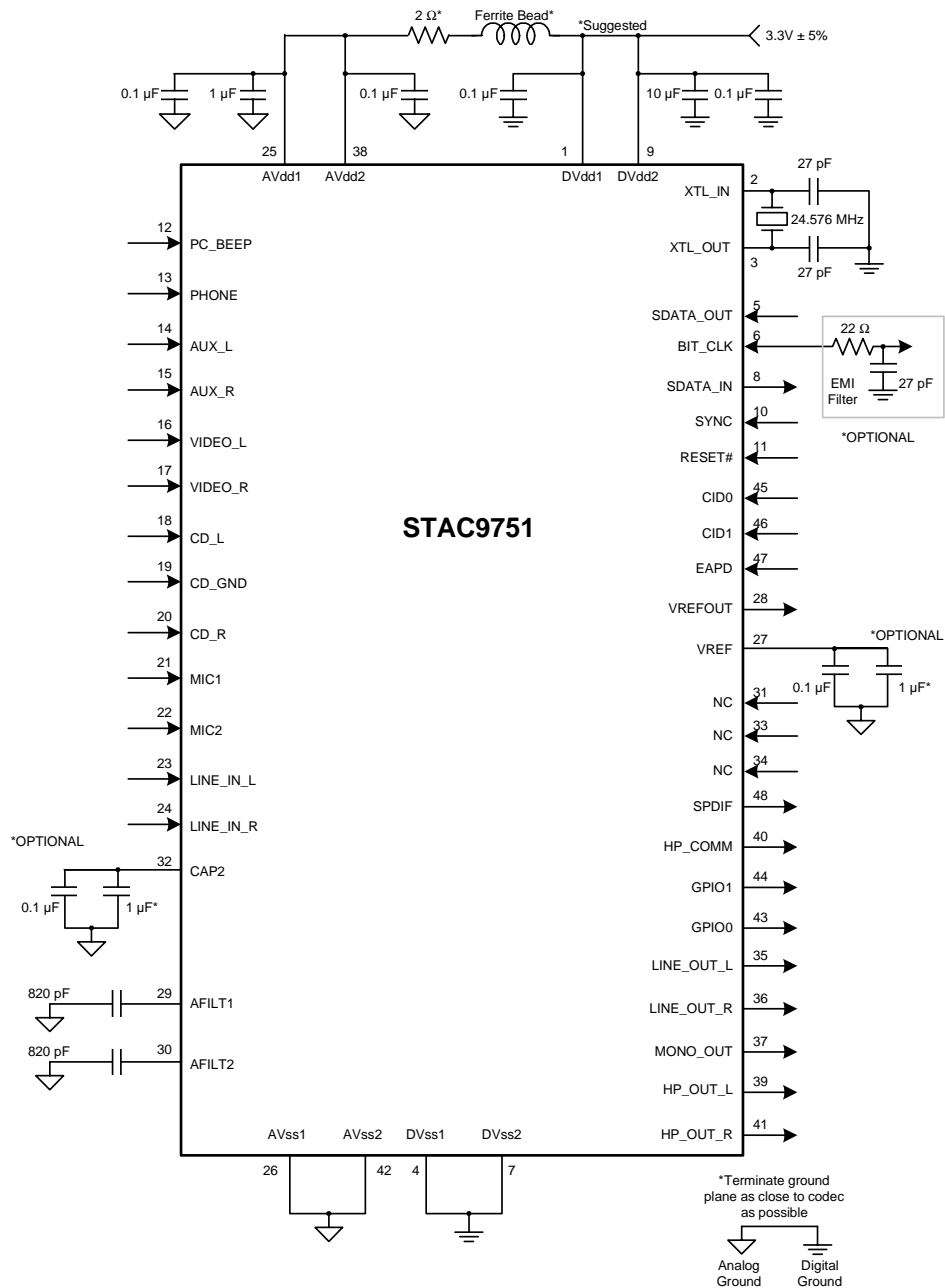 2 Ω*
Ferrite Bead*
*Suggested
3.3V ± 5%
0.1 µF
1 µF
0.1 µF
0.1 µF
10 µF
0.1 µF
25
38
1
9
AVdd1
AVdd2
DVdd1
DVdd2
27 pF
2
XTL_IN
24.576 MHz
XTL_OUT
3
27 pF
12
PC_BEEP
13
PHONE
14
AUX_L
15
AUX_R
16
VIDEO_L
17
VIDEO_R
18
CD_L
19
CD_GND
20
CD_R
21
MIC1
22
MIC2
23
LINE_IN_L
24
LINE_IN_R
*OPTIONAL
32
CAP2
0.1 µF
1 µF*
820 pF
29
AFILT1
820 pF
30
AFILT2
STAC9751
5
SDATA_OUT
6
BIT_CLK
22 Ω
EMI
Filter
27 pF
*OPTIONAL
8
SDATA_IN
10
SYNC
11
RESET#
45
CID0
46
CID1
47
EAPD
28
VREFOUT
27
VREF
*OPTIONAL
0.1 µF
1 µF*
31
NC
33
NC
34
NC
48
SPDIF
40
HP_COMM
44
GPIO1
43
GPIO0
35
LINE_OUT_L
36
LINE_OUT_R
37
MONO_OUT
39
HP_OUT_L
41
HP_OUT_R
AVss1
AVss2
DVss1
DVss2
26
42
4
7
*Terminate ground
plane as close to codec
as possible
Analog
Ground
Digital
Ground